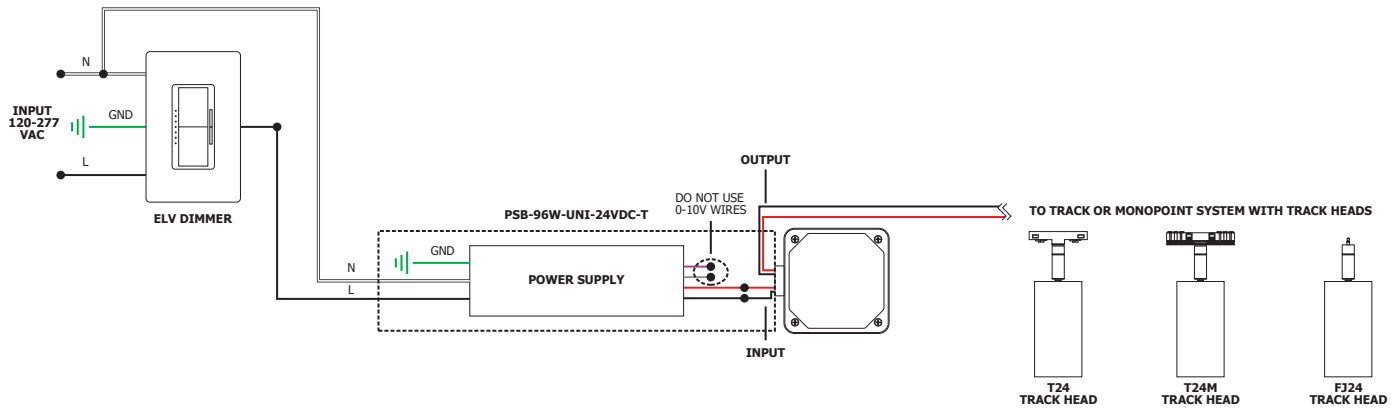 N
INPUT
120-277
VAC
GND
L
ELV DIMMER
OUTPUT
DO NOT USE
0-10V WIRES
PSB-96W-UNI-24VDC-T
TO TRACK OR MONOPOINT SYSTEM WITH TRACK HEADS
GND
N
L
POWER SUPPLY
INPUT
T24
TRACK HEAD
T24M
TRACK HEAD
FJ24
TRACK HEAD